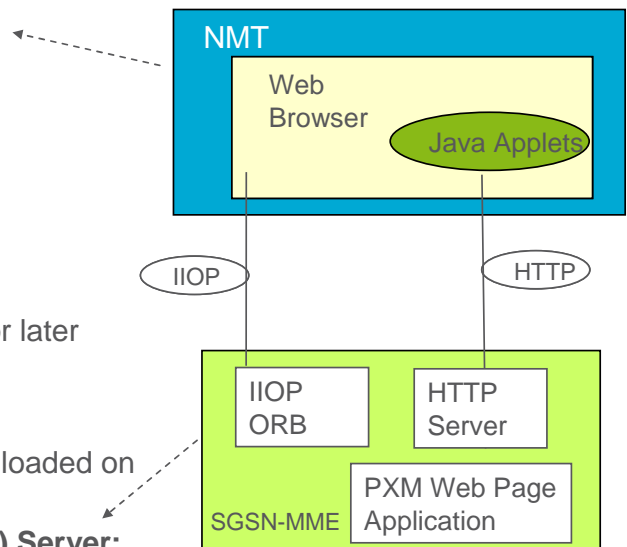 NMT
Web
Browser
Java Applets
IIOP
HTTP
r later
IIOP
ORB
HTTP
Server
loaded on
PXM Web Page
Application
SGSN-MME
) Server: